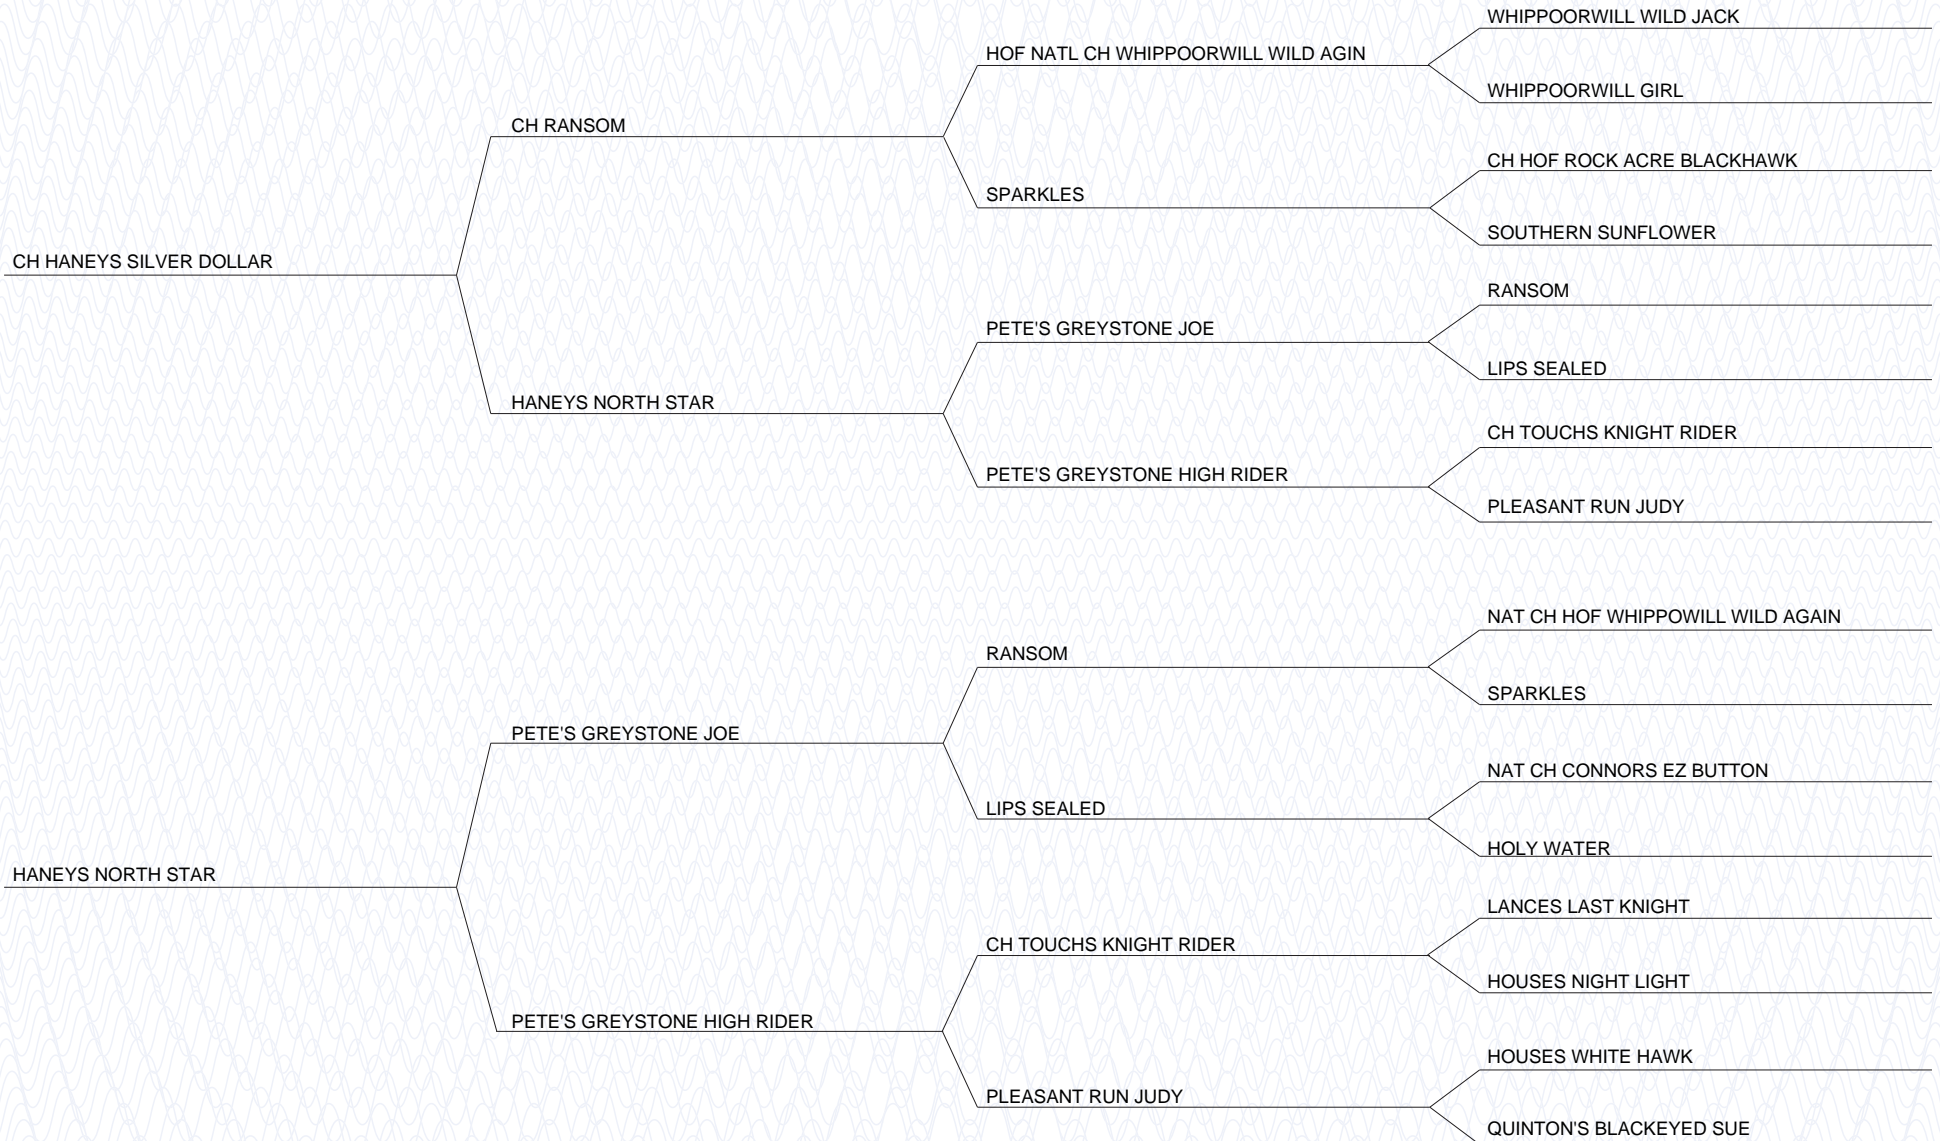 WHIPPOORWILL WILD JACK
HOF NATL CH WHIPPOORWILL WILD AGIN
WHIPPOORWILL GIRL
CH RANSOM
CH HOF ROCK ACRE BLACKHAWK
SPARKLES
SOUTHERN SUNFLOWER
CH HANEYS SILVER DOLLAR
RANSOM
PETE'S GREYSTONE JOE
LIPS SEALED
HANEYS NORTH STAR
CH TOUCHS KNIGHT RIDER
PETE'S GREYSTONE HIGH RIDER
PLEASANT RUN JUDY
NAT CH HOF WHIPPOWILL WILD AGAIN
RANSOM
SPARKLES
PETE'S GREYSTONE JOE
NAT CH CONNORS EZ BUTTON
LIPS SEALED
HOLY WATER
HANEYS NORTH STAR
LANCES LAST KNIGHT
CH TOUCHS KNIGHT RIDER
HOUSES NIGHT LIGHT
PETE'S GREYSTONE HIGH RIDER
HOUSES WHITE HAWK
PLEASANT RUN JUDY
QUINTON'S BLACKEYED SUE